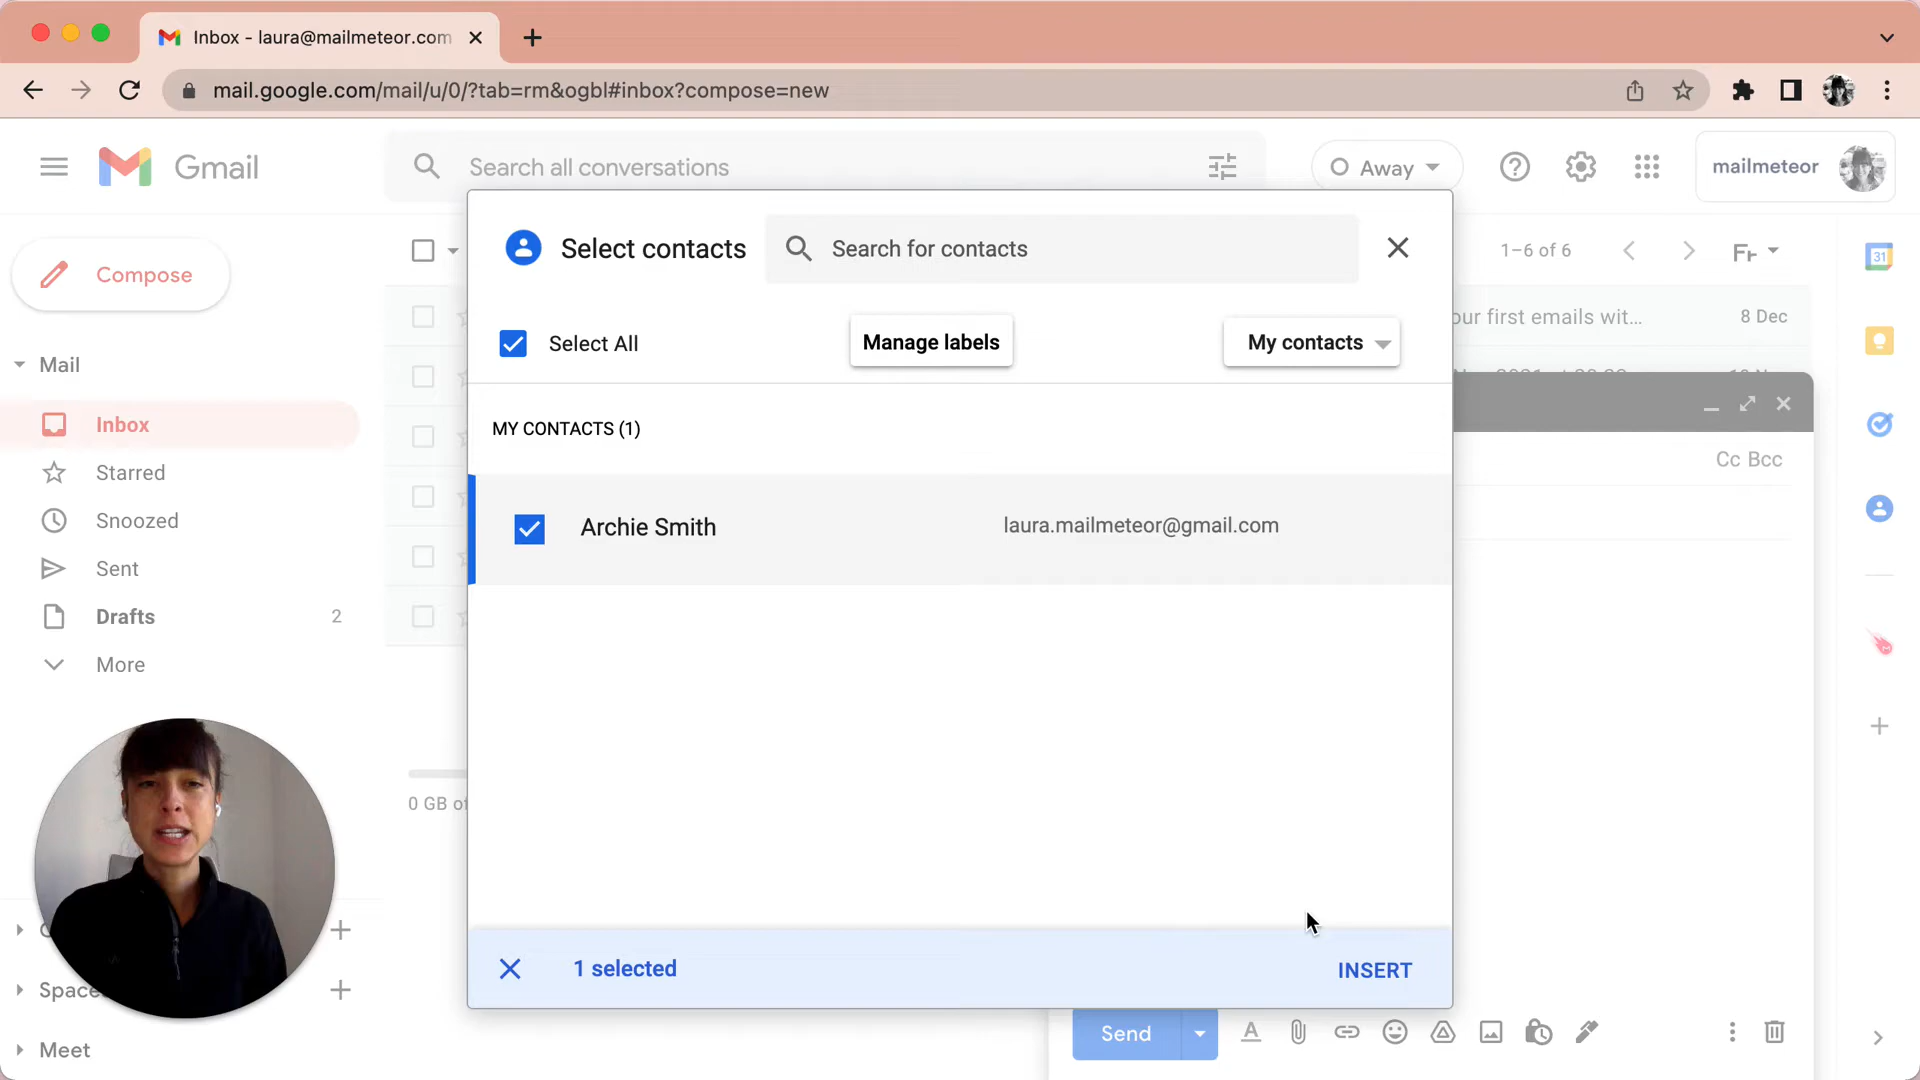 Inbox - laura@mailmeteor.com
mail.google.com/mail/u/0/?tab=rm&ogbl#inbox?compose=new
Gmail
Search all conversations
Away
mailmeteor
Select contacts
Search for contacts
1–6 of 6
31
Compose
Select All
Manage labels
My contacts
our first emails wit...
8 Dec
Mail
MY CONTACTS (1)
Inbox
Cc Bcc
Starred
Archie Smith
laura.mailmeteor@gmail.com
Snoozed
Sent
Drafts
2
More
0 GB of
1 selected
INSERT
Space
Send
Meet